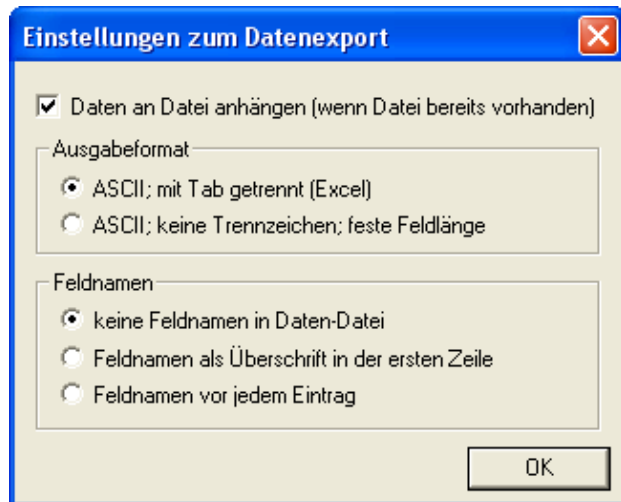 Einstellungen zum Datenexport
Daten an Datei anhängen (wenn Datei bereits vorhanden)
Ausgabeformat
ASCII; mit Tab getrennt (Excel)
ASCII; keine Trennzeichen; feste Feldlänge
Feldnamen
keine Feldnamen in Daten-Datei
Feldnamen als Überschrift in der ersten Zeile
Feldnamen vor jedem Eintrag
OK